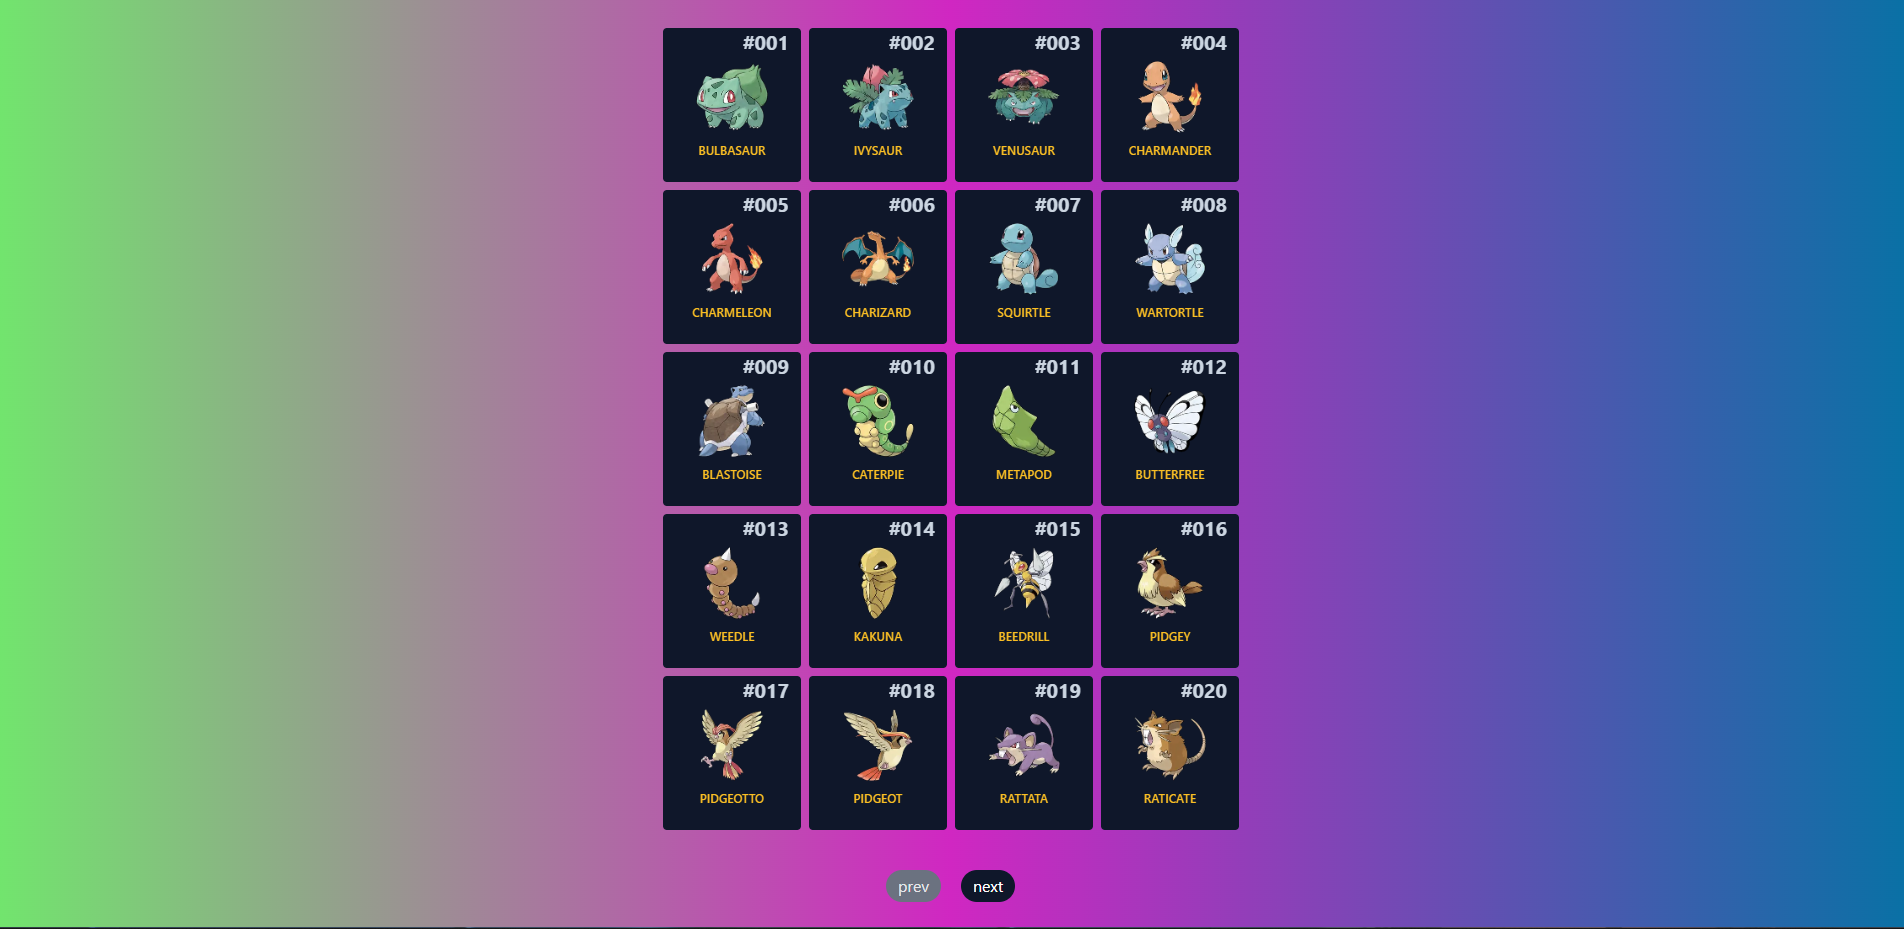 #001 #002 #003 #004
BULBASAUR IVYSAUR VENUSAUR CHARMANDER
#005 #006 #007 #008
CHARMELEON CHARIZARD SQUIRTLE WARTORTLE
#009 #010 #011 #012
BLASTOISE CATERPIE METAPOD BUTTERFREE
#013 #014 #015 #016
WEEDLE KAKUNA BEEDRILL PIDGEY
#017 #018 #019 #020
PIDGEOTTO PIDGEOT RATTATA RATICATE
prev next